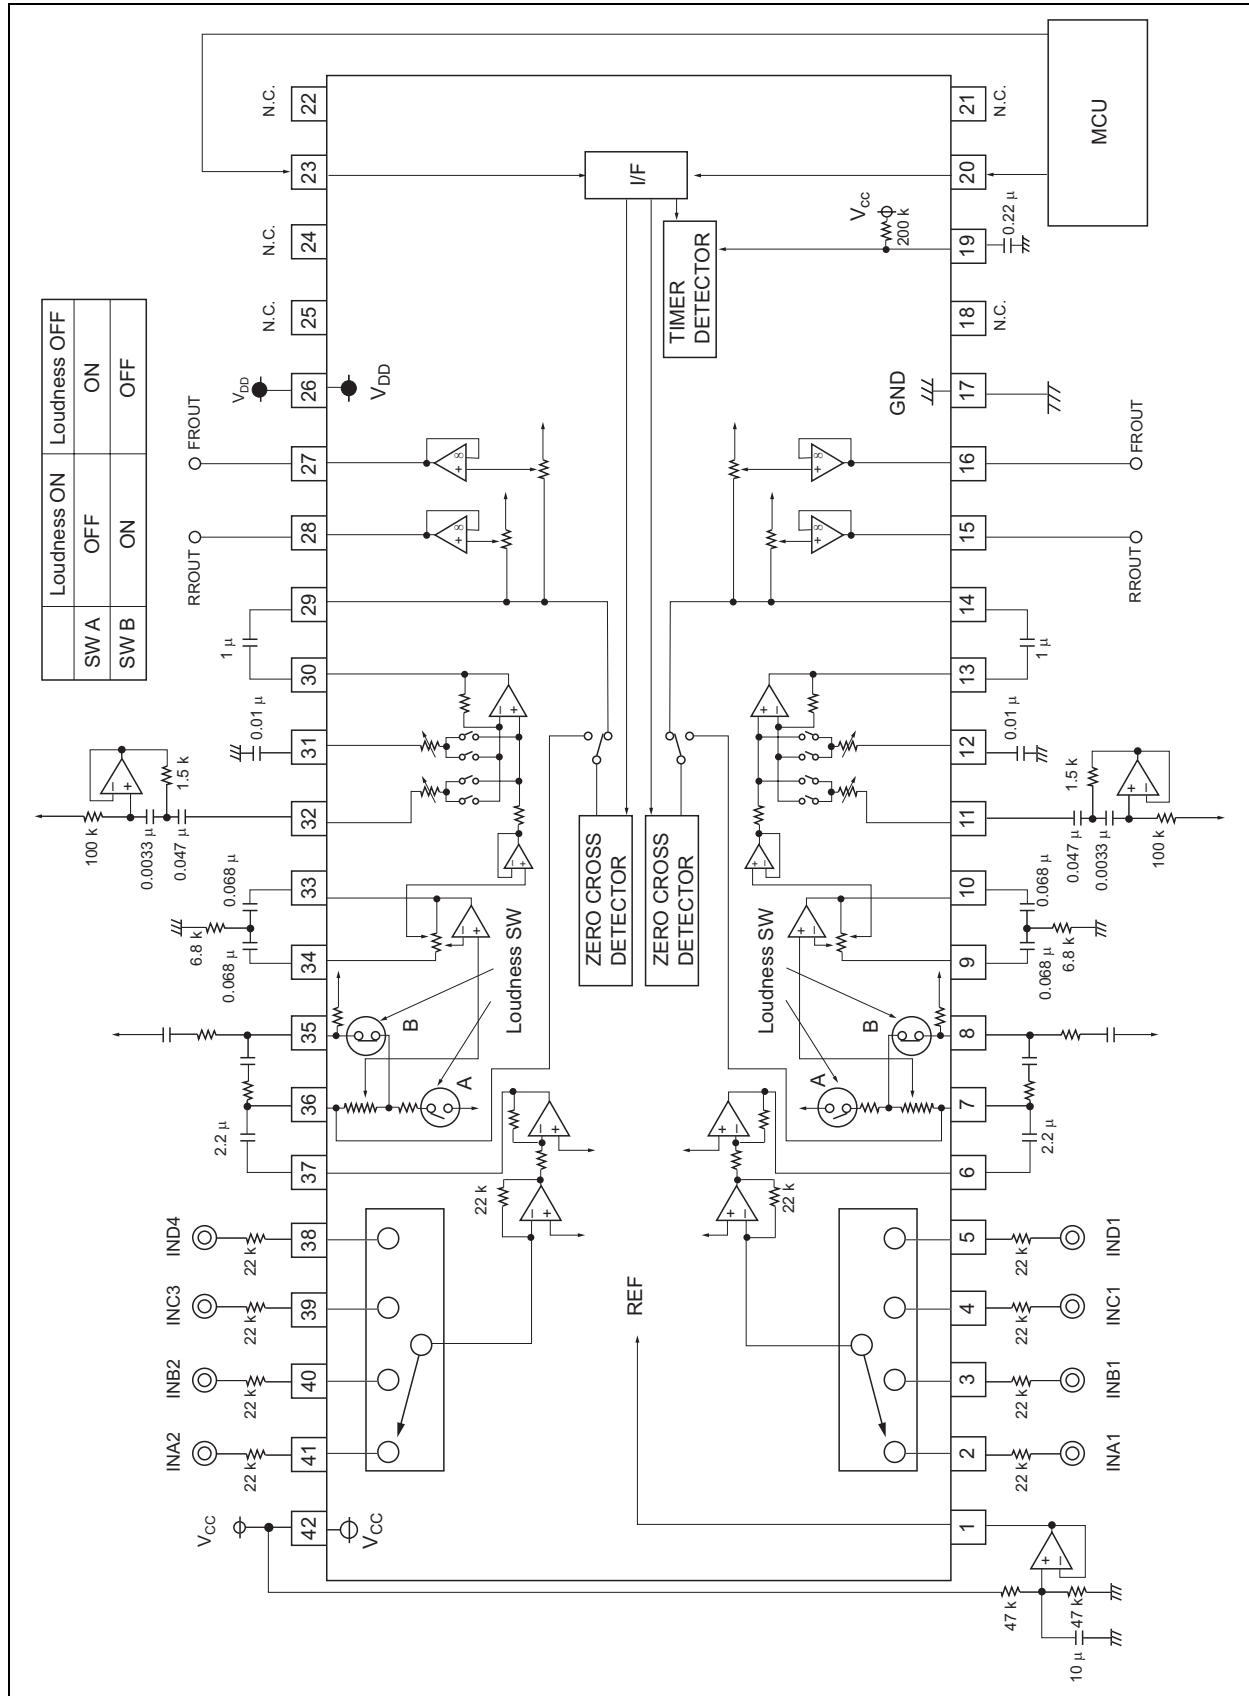 Loudness ON Loudness OFF
SW A OFF ON
SW B ON OFF
INA2 INB2 INC3 IND4
RROUT FROUT
V_CC
22 k 22 k 22 k 22 k
2.2 μ
6.8 k
0.068 μ 0.068 μ
100 k
0.0033 μ
0.047 μ
1.5 k
0.01 μ
1 μ
V_DD
N.C. N.C. N.C.
42 41 40 39 38 37 36 35 34 33 32 31 30 29 28 27 26 25 24 23 22
V_CC
V_DD
B
A
Loudness SW
22 k
− + − +
− + − + − +
∞ + ∞ +
ZERO CROSS DETECTOR
ZERO CROSS DETECTOR
REF
I/F
TIMER DETECTOR
V_CC
200 k
22 k
+ − + −
+ − + − + −
∞ + ∞ +
Loudness SW
A
B
GND
1 2 3 4 5 6 7 8 9 10 11 12 13 14 15 16 17 18 19 20 21
47 k
47 k
10 μ
+ −
22 k 22 k 22 k 22 k
INA1 INB1 INC1 IND1
2.2 μ
0.068 μ 0.068 μ
6.8 k
0.047 μ
0.0033 μ
1.5 k
100 k
+ −
0.01 μ
1 μ
RROUT FROUT
N.C. N.C.
0.22 μ
MCU